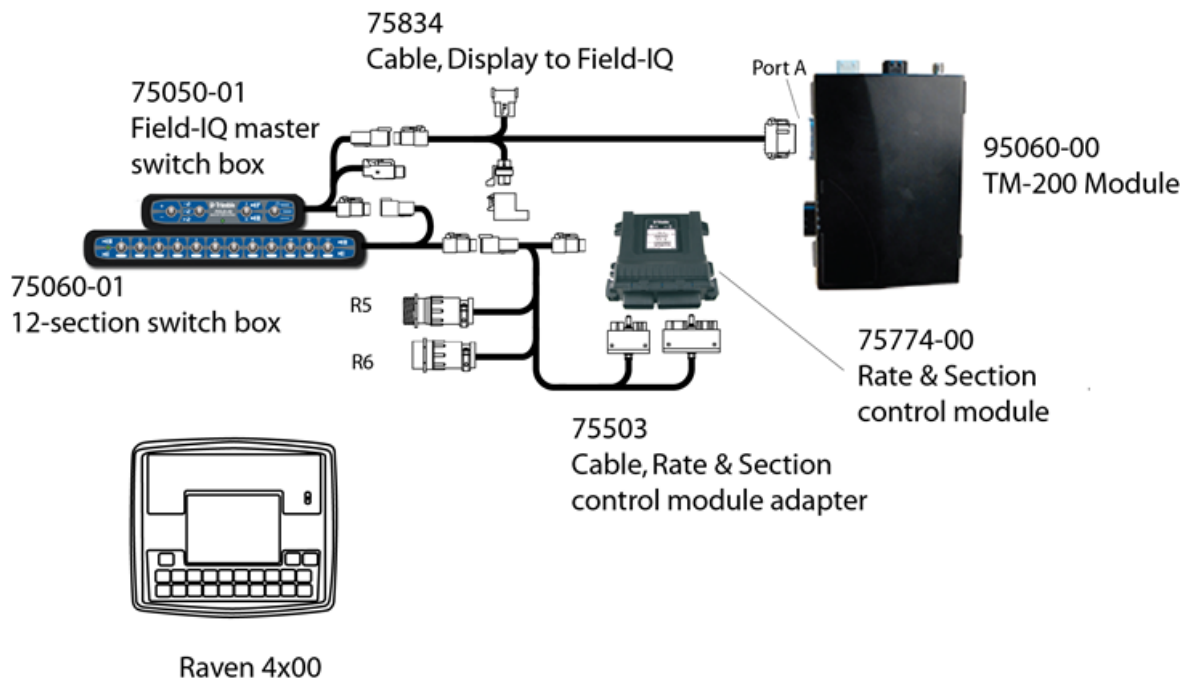 75834
Cable, Display to Field-IQ
Port A
75050-01
Field-IQ master
switch box
95060-00
TM-200 Module
75060-01
12-section switch box
R5
R6
75774-00
Rate & Section
control module
75503
Cable, Rate & Section
control module adapter
Raven 4x00